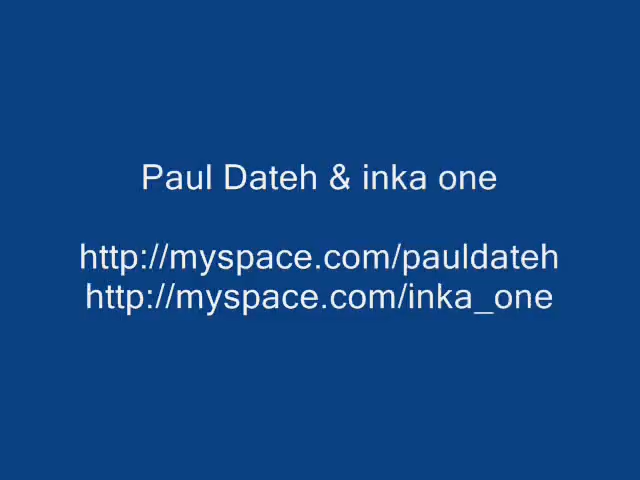 Paul Dateh & inka one
http://myspace.com/pauldateh
http://myspace.com/inka_one